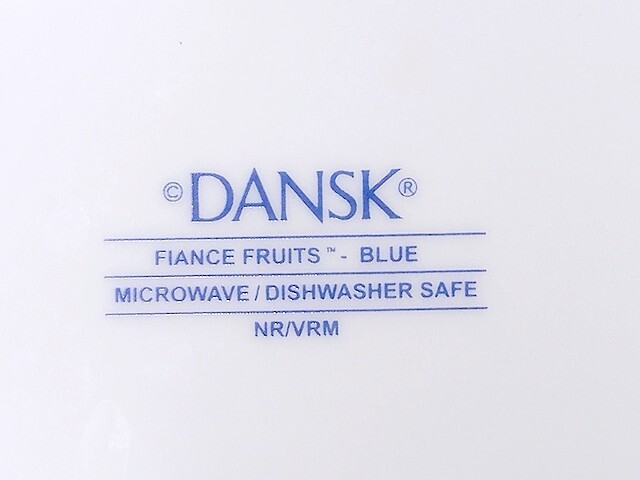 © DANSK®
FIANCE FRUITS™ - BLUE
MICROWAVE / DISHWASHER SAFE
NR/VRM